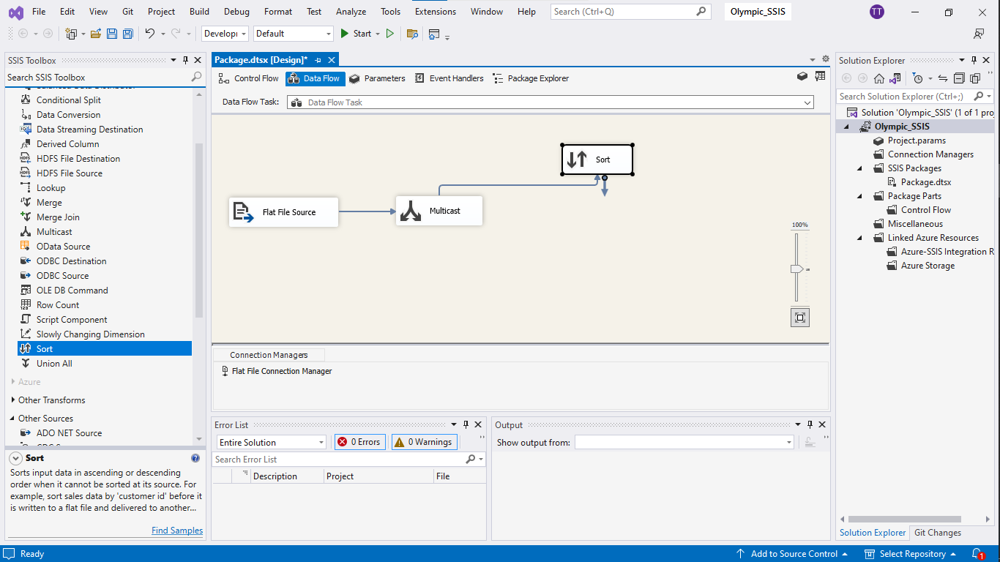 File Edit View Git Project Build Debug Format Test Analyze Tools Extensions Window Help Search (Ctrl+Q) Olympic_SSIS TT
Default Start
SSIS Toolbox
Search SSIS Toolbox
Conditional Split
Data Conversion
Data Streaming Destination
Derived Column
HDFS File Destination
HDFS File Source
Lookup
Merge
Merge Join
Multicast
OData Source
ODBC Destination
ODBC Source
OLE DB Command
Row Count
Script Component
Slowly Changing Dimension
Sort
Union All
Azure
Other Transforms
Other Sources
ADO NET Source
Sort
Sorts input data in ascending or descending
order when it cannot be sorted at its source. For
example, sort sales data by 'customer id' before it
is written to a flat file and delivered to another...
Find Samples
Package.dtsx [Design]*
Control Flow Data Flow Parameters Event Handlers Package Explorer
Data Flow Task: Data Flow Task
Sort
Flat File Source
Multicast
100%
Connection Managers
Flat File Connection Manager
Error List
Entire Solution 0 Errors 0 Warnings
Search Error List
Description Project File
Output
Show output from:
Solution Explorer
Search Solution Explorer (Ctrl+;)
Solution 'Olympic_SSIS' (1 of 1
Olympic_SSIS
Project.params
Connection Managers
SSIS Packages
Package.dtsx
Package Parts
Control Flow
Miscellaneous
Linked Azure Resources
Azure-SSIS Integration R
Azure Storage
Solution Explorer Git Changes
Ready Add to Source Control Select Repository 1